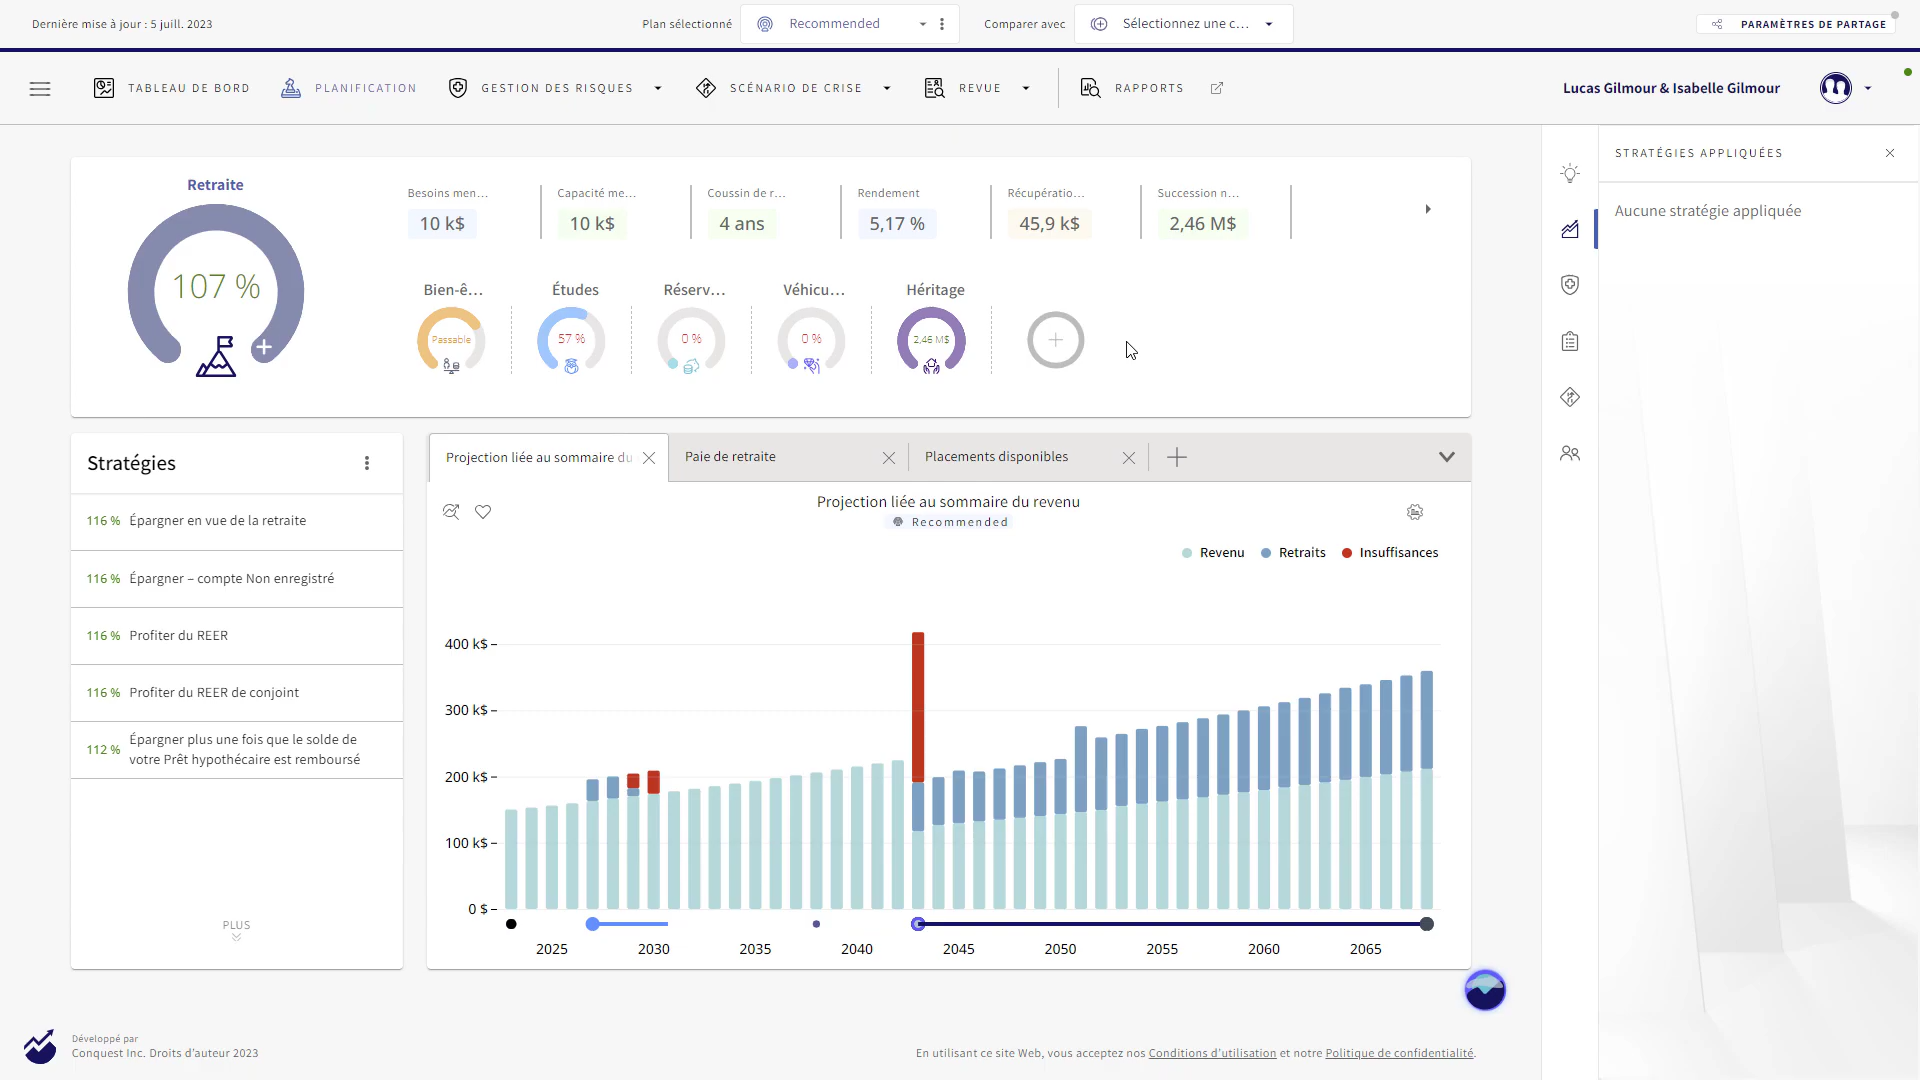 Dernière mise à jour : 5 juill. 2023
Plan sélectionné
Recommended
Comparer avec
Sélectionnez une c...
PARAMÈTRES DE PARTAGE
TABLEAU DE BORD
PLANIFICATION
GESTION DES RISQUES
SCÉNARIO DE CRISE
REVUE
RAPPORTS
Lucas Gilmour & Isabelle Gilmour
Retraite
107 %
Besoins men...
10 k$
Capacité me...
10 k$
Coussin de r...
4 ans
Rendement
5,17 %
Récupératio...
45,9 k$
Succession n...
2,46 M$
Bien-ê...
Passable
Études
57 %
Réserv...
0 %
Véhicu...
0 %
Héritage
2,46 M$
STRATÉGIES APPLIQUÉES
Aucune stratégie appliquée
Stratégies
116 % Épargner en vue de la retraite
116 % Épargner – compte Non enregistré
116 % Profiter du REER
116 % Profiter du REER de conjoint
112 % Épargner plus une fois que le solde de
votre Prêt hypothécaire est remboursé
PLUS
Projection liée au sommaire du
Paie de retraite
Placements disponibles
Projection liée au sommaire du revenu
Recommended
Revenu
Retraits
Insuffisances
400 k$
300 k$
200 k$
100 k$
0 $
2025 2030 2035 2040 2045 2050 2055 2060 2065
Développé par
Conquest Inc. Droits d'auteur 2023
En utilisant ce site Web, vous acceptez nos Conditions d'utilisation et notre Politique de confidentialité.